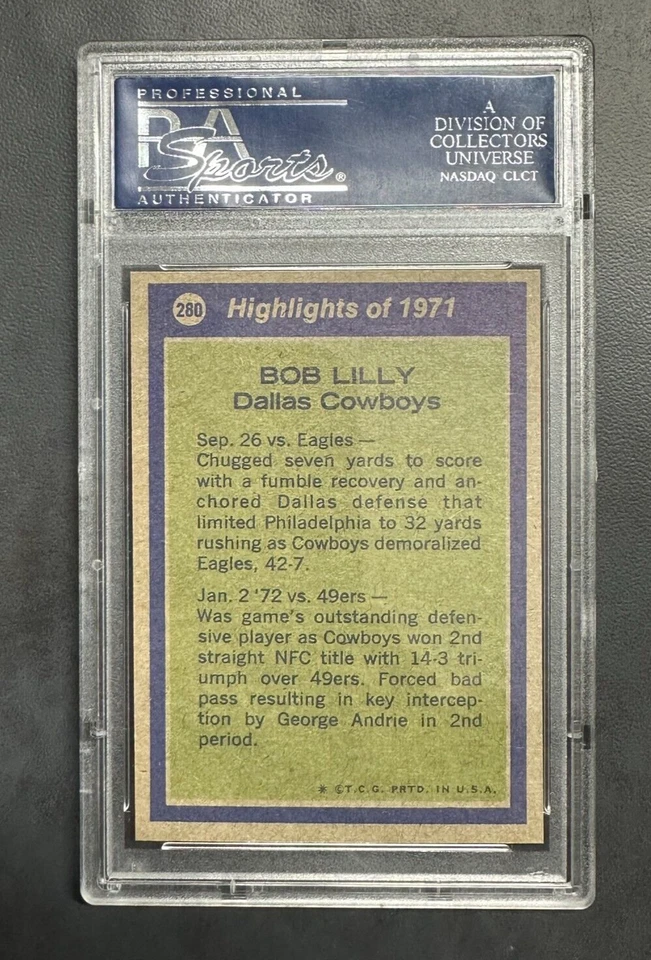 PROFESSIONAL
PSA
Sports®
AUTHENTICATOR
A
DIVISION OF
COLLECTORS
UNIVERSE
NASDAQ CLCT
280 Highlights of 1971
BOB LILLY
Dallas Cowboys
Sep. 26 vs. Eagles —
Chugged seven yards to score
with a fumble recovery and an-
chored Dallas defense that
limited Philadelphia to 32 yards
rushing as Cowboys demoralized
Eagles, 42-7.
Jan. 2 '72 vs. 49ers —
Was game's outstanding defen-
sive player as Cowboys won 2nd
straight NFC title with 14-3 tri-
umph over 49ers. Forced bad
pass resulting in key intercep-
tion by George Andrie in 2nd
period.
* ©T.C.G. PRTD. IN U.S.A.